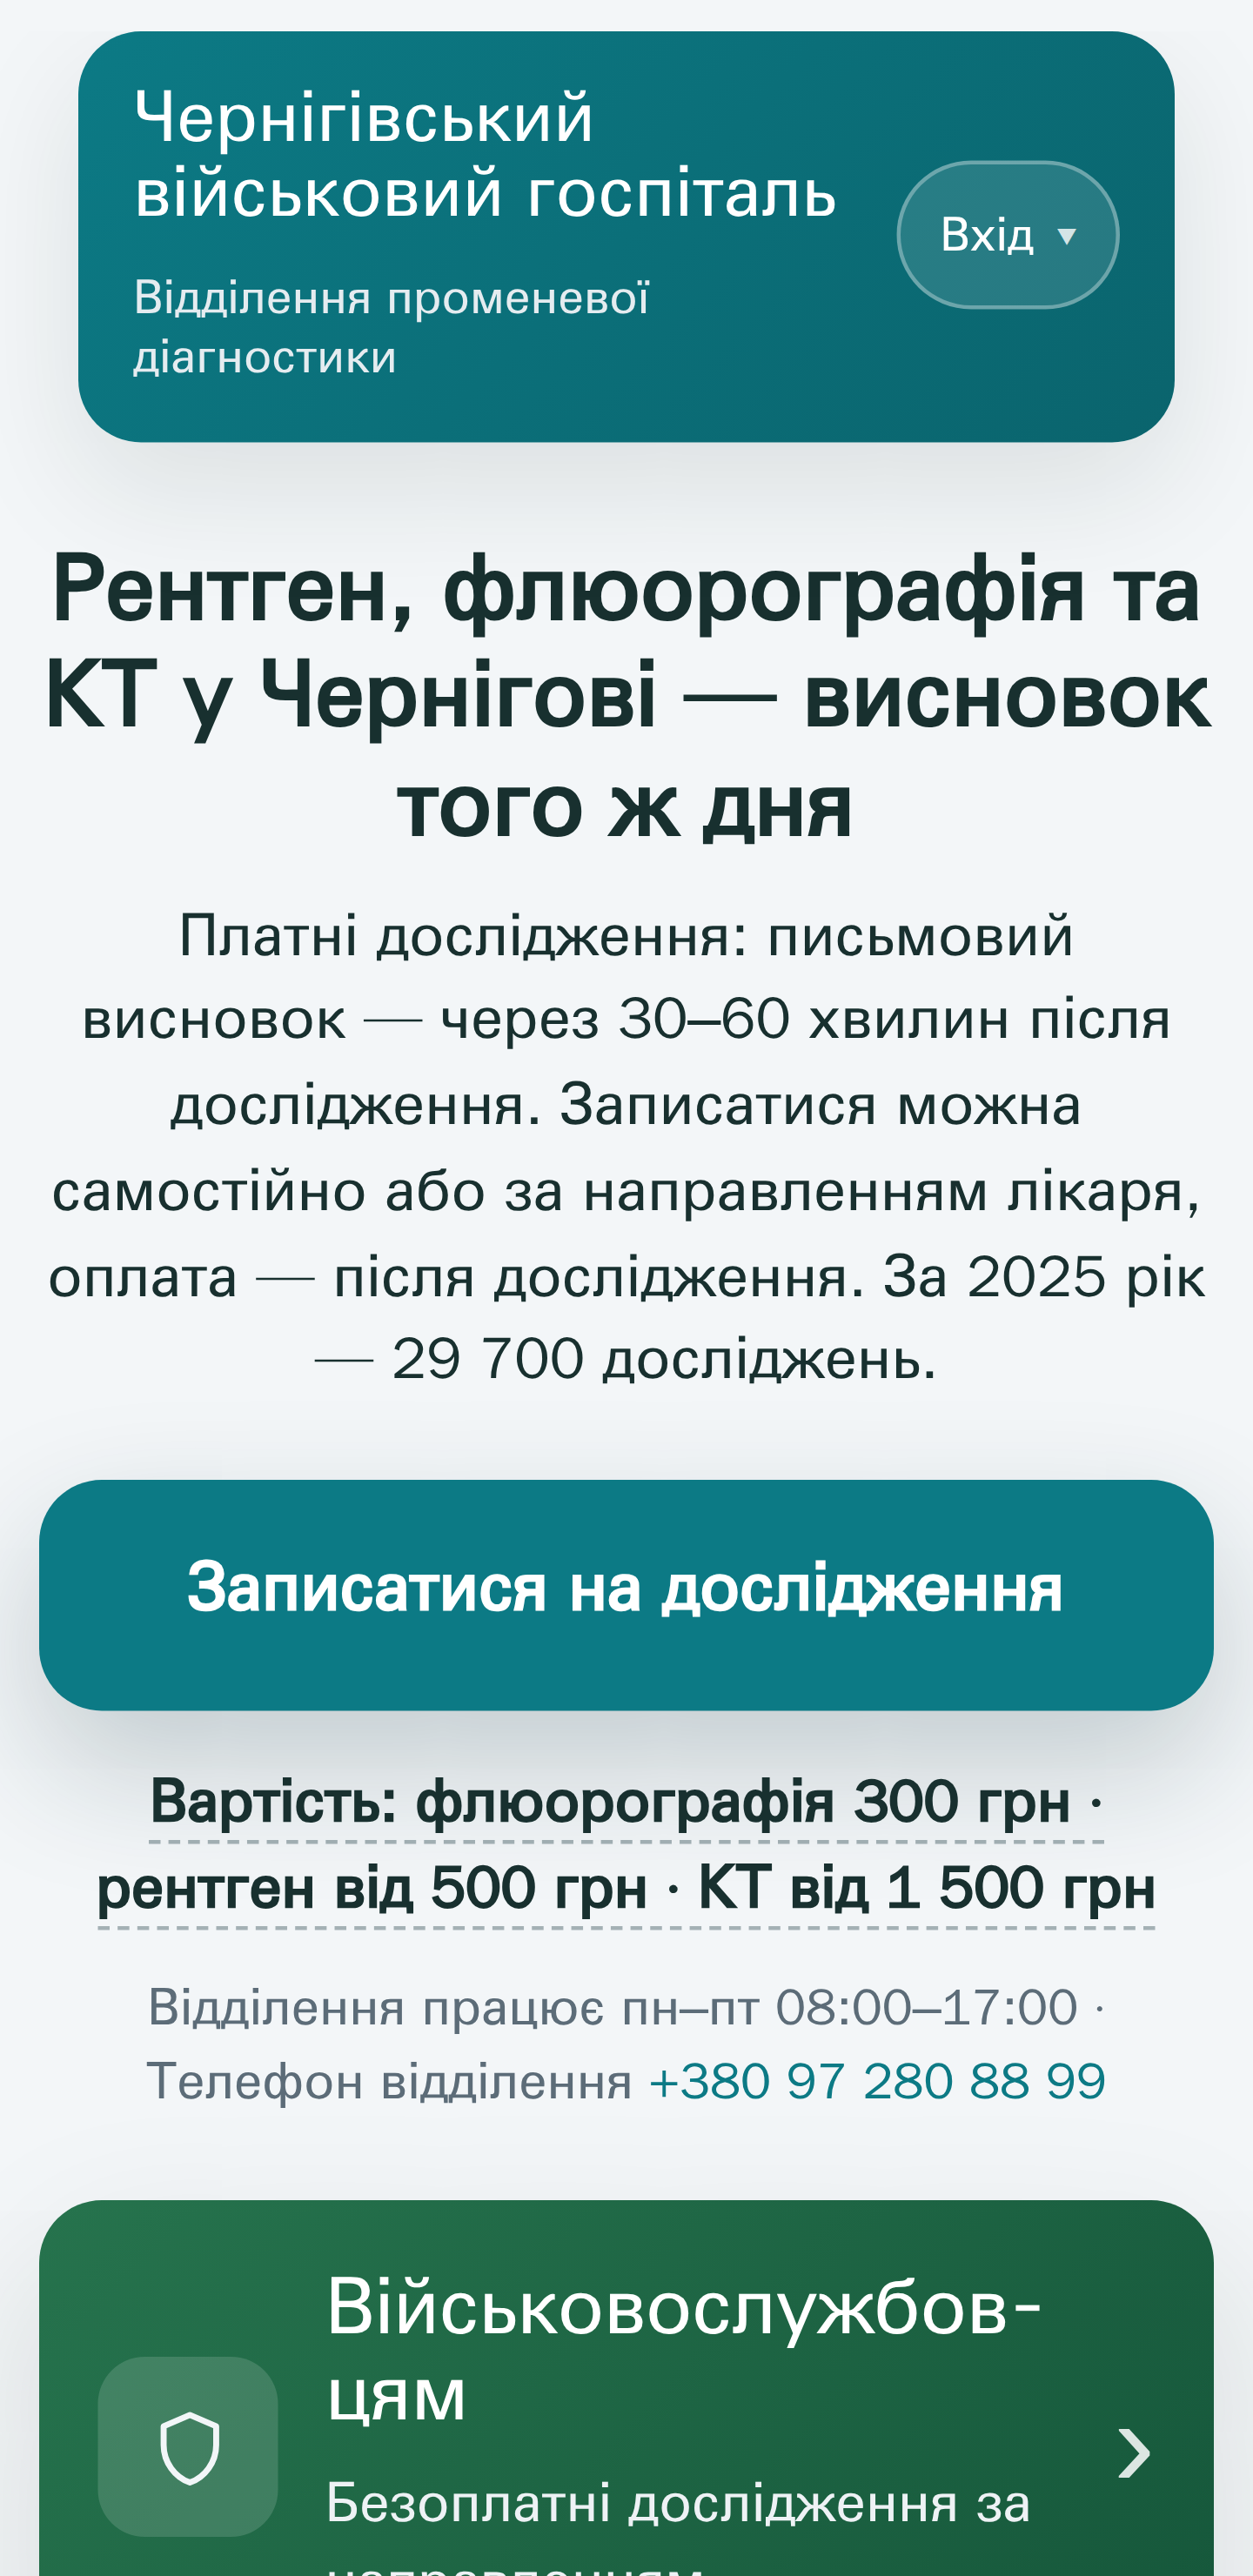 Чернігівський
військовий госпіталь
Вхід ▼
Відділення променевої
діагностики
Рентген, флюорографія та
КТ у Чернігові — висновок
того ж дня
Платні дослідження: письмовий
висновок — через 30–60 хвилин після
дослідження. Записатися можна
самостійно або за направленням лікаря,
оплата — після дослідження. За 2025 рік
— 29 700 досліджень.
Записатися на дослідження
Вартість: флюорографія 300 грн ·
рентген від 500 грн · КТ від 1 500 грн
Відділення працює пн–пт 08:00–17:00 ·
Телефон відділення +380 97 280 88 99
Військовослужбов-
цям
Безоплатні дослідження за